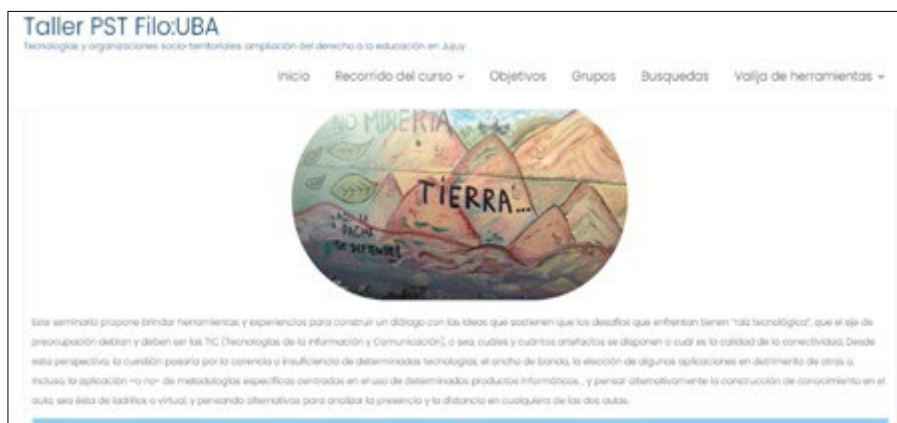 Taller PST Filo:UBA
Tecnologías y organizaciones socio-territoriales: ampliación del derecho a la educación en Jujuy
Inicio Recorrido del curso Objetivos Grupos Busquedas Valija de herramientas
NO MINERÍA
TIERRA...
LA
PACHA
SE DEFIENDE!
Este seminario propone brindar herramientas y experiencias para construir un diálogo con las ideas que sostienen que los desafíos que enfrentan tienen "raíz tecnológica", que el eje de
preocupación debían y deben ser las TIC (Tecnologías de la Información y Comunicación), o sea, cuáles y cuántos artefactos se disponen o cuál es la calidad de la conectividad. Desde
esta perspectiva, la cuestión pasaría por la carencia o insuficiencia de determinadas tecnologías, el ancho de banda, la elección de algunas aplicaciones en detrimento de otras o,
incluso, la aplicación -o no- de metodologías específicas centradas en el uso de determinados productos informáticos. , y pensar alternativamente la construcción de conocimiento en el
aula, sea ésta de ladrillos o virtual, y pensando alternativas para analizar la presencia y la distancia en cualquiera de las dos aulas.